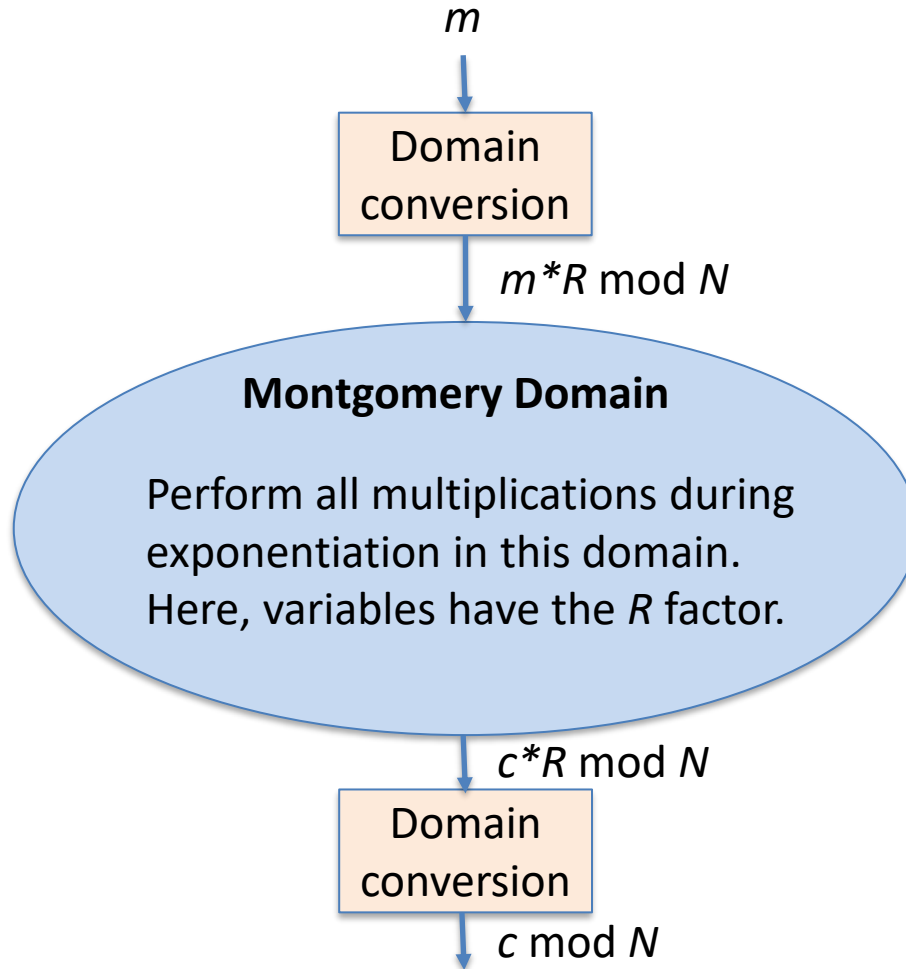 m
Domain
conversion
m*R mod N
Montgomery Domain
Perform all multiplications during
exponentiation in this domain.
Here, variables have the R factor.
c*R mod N
Domain
conversion
c mod N